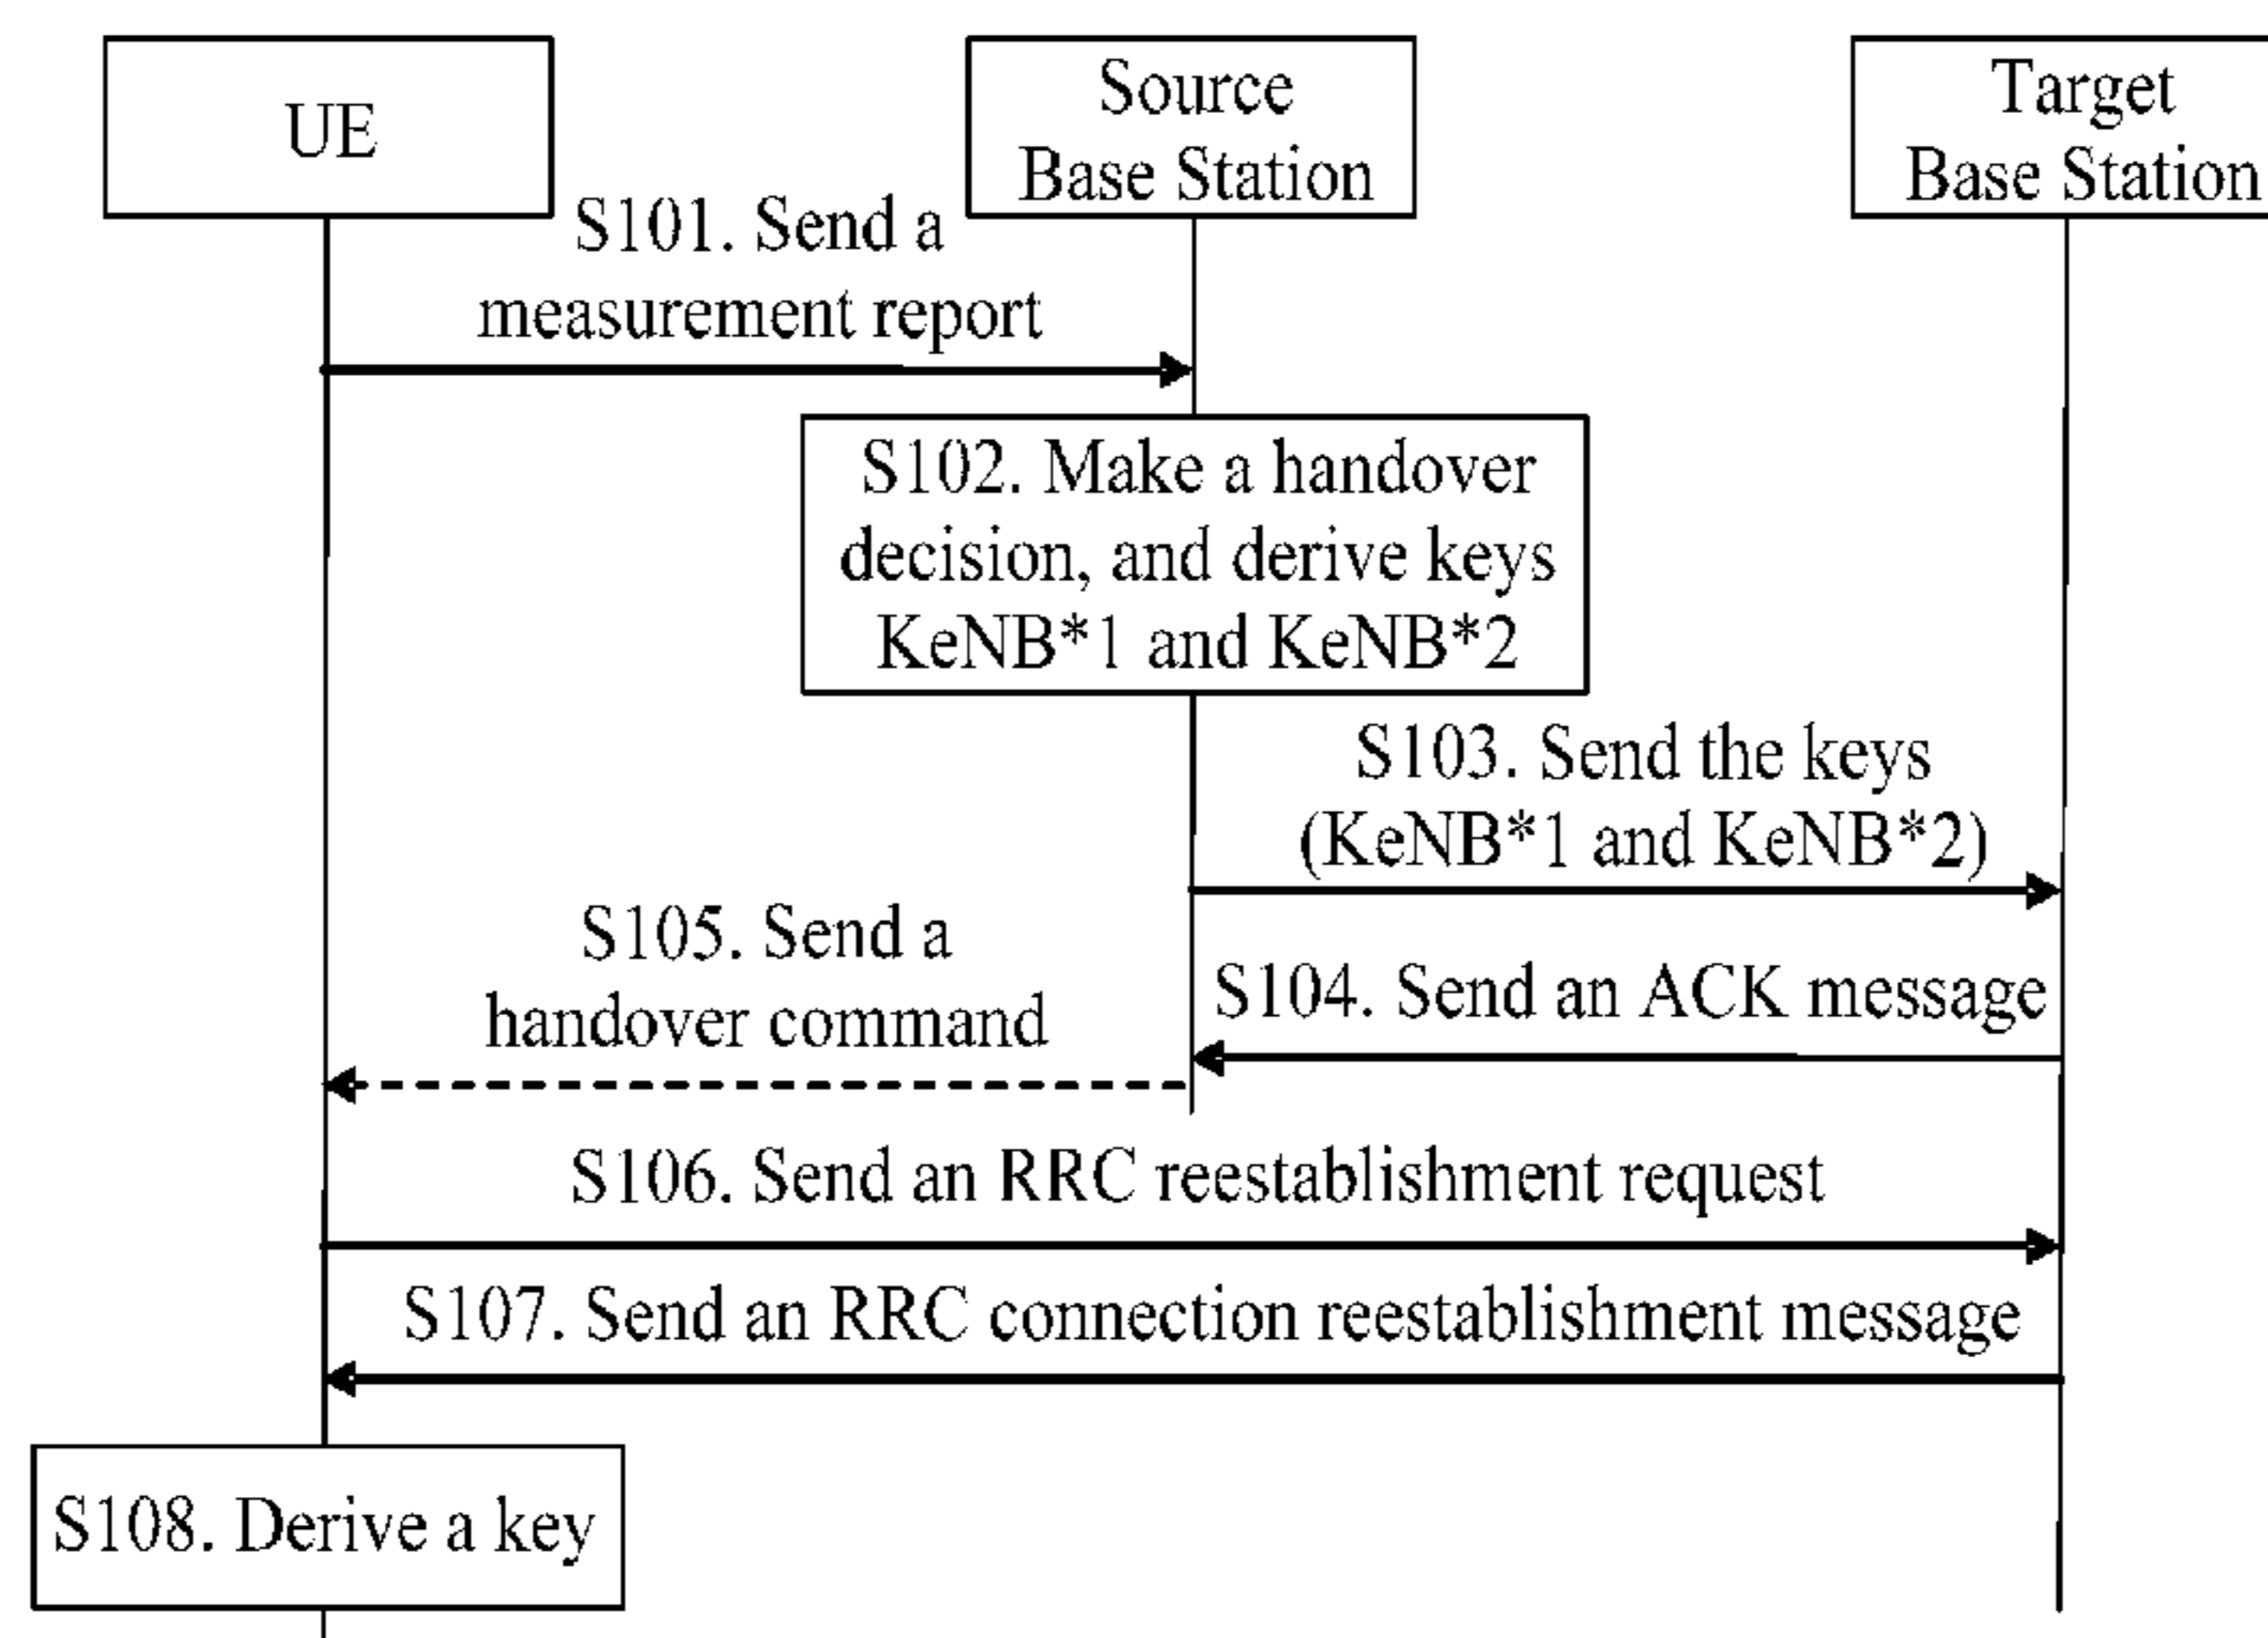 UE
Source
Base Station
Target
Base Station
S101. Send a
measurement report
S102. Make a handover
decision, and derive keys
KeNB*1 and KeNB*2
S103. Send the keys
(KeNB*1 and KeNB*2)
S105. Send a
handover command
S104. Send an ACK message
S106. Send an RRC reestablishment request
S107. Send an RRC connection reestablishment message
S108. Derive a key